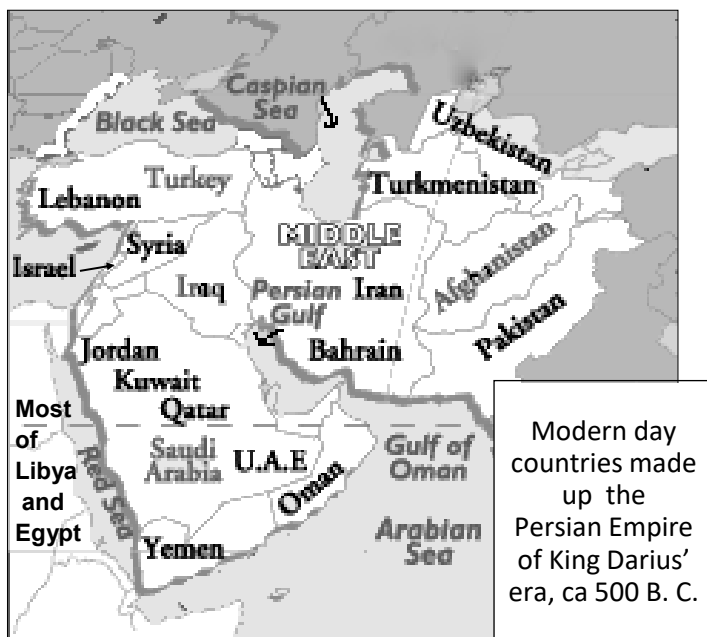 Caspian
Sea
Black Sea
Uzbekistan
Turkey
Turkmenistan
Lebanon
MIDDLE
EAST
Syria
Afghanistan
Israel
Iraq
Persian
Gulf
Iran
Pakistan
Jordan
Bahrain
Kuwait
Qatar
Most
of
Libya
and
Egypt
Red Sea
Saudi
Arabia
U.A.E
Oman
Yemen
Gulf of
Oman
Arabian
Sea
Modern day
countries made
up the
Persian Empire
of King Darius’
era, ca 500 B. C.